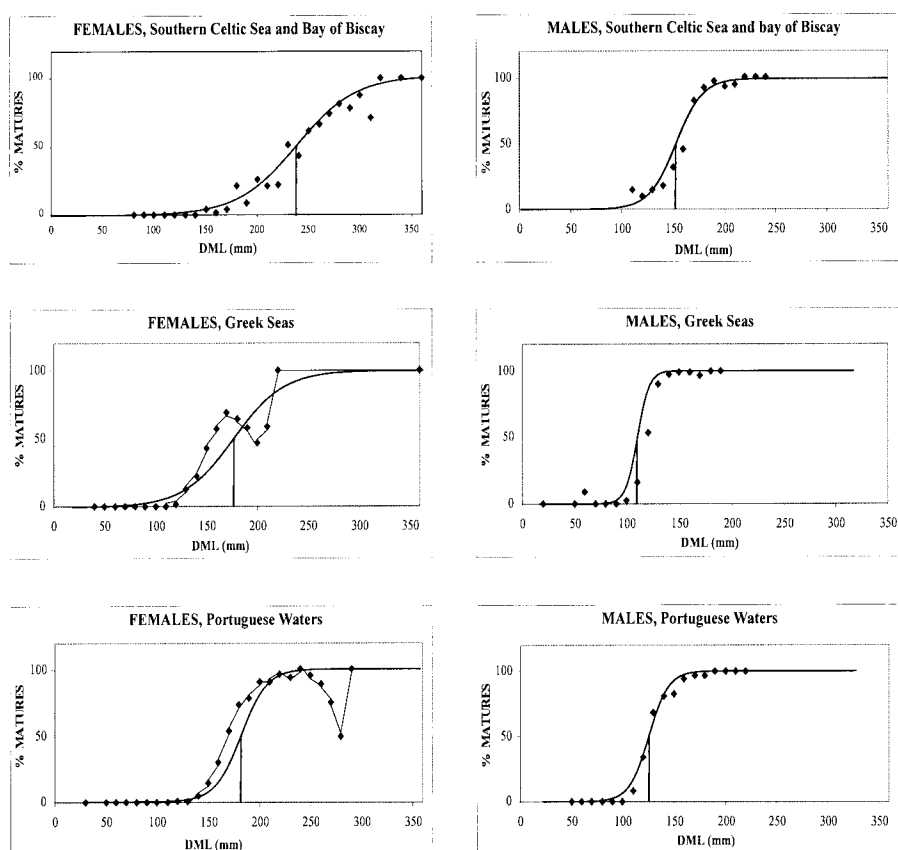 FEMALES, Southern Celtic Sea and Bay of Biscay
% MATURES
100
50
0
0 50 100 150 200 250 300 350
DML (mm)
MALES, Southern Celtic Sea and bay of Biscay
% MATURES
100
50
0
0 50 100 150 200 250 300 350
DML (mm)
FEMALES, Greek Seas
% MATURES
100
50
0
0 50 100 150 200 250 300 350
DML (mm)
MALES, Greek Seas
% MATURES
100
50
0
0 50 100 150 200 250 300 350
DML (mm)
FEMALES, Portuguese Waters
% MATURES
100
50
0
0 50 100 150 200 250 300 350
DML (mm)
MALES, Portuguese Waters
% MATURES
100
50
0
0 50 100 150 200 250 300 350
DML (mm)